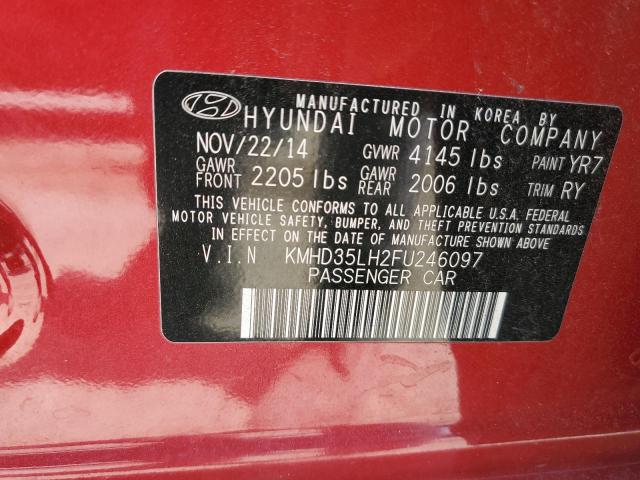 MANUFACTURED IN KOREA BY
HYUNDAI MOTOR COMPANY
NOV/22/14 GVWR 4145 lbs PAINT YR7
GAWR FRONT 2205 lbs GAWR REAR 2006 lbs TRIM RY
THIS VEHICLE CONFORMS TO ALL APPLICABLE U.S.A. FEDERAL
MOTOR VEHICLE SAFETY, BUMPER, AND THEFT PREVENTION STANDARDS
IN EFFECT ON THE DATE OF MANUFACTURE SHOWN ABOVE
V.I.N KMHD35LH2FU246097
PASSENGER CAR